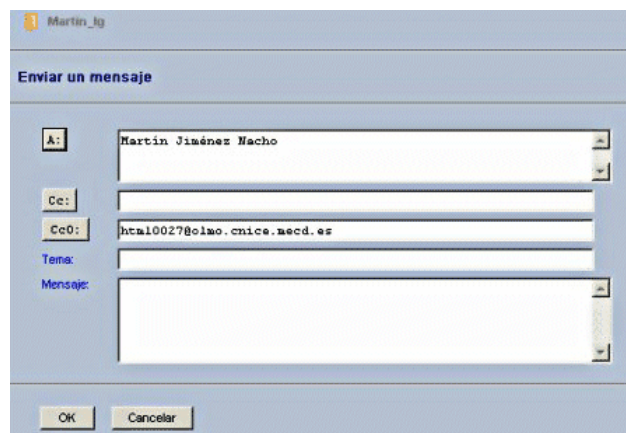 Martin_lg
Enviar un mensaje
A: Martín Jiménez Nacho
Cc:
CcO: html0027@olmo.cnice.mecd.es
Tema:
Mensaje:
OK Cancelar